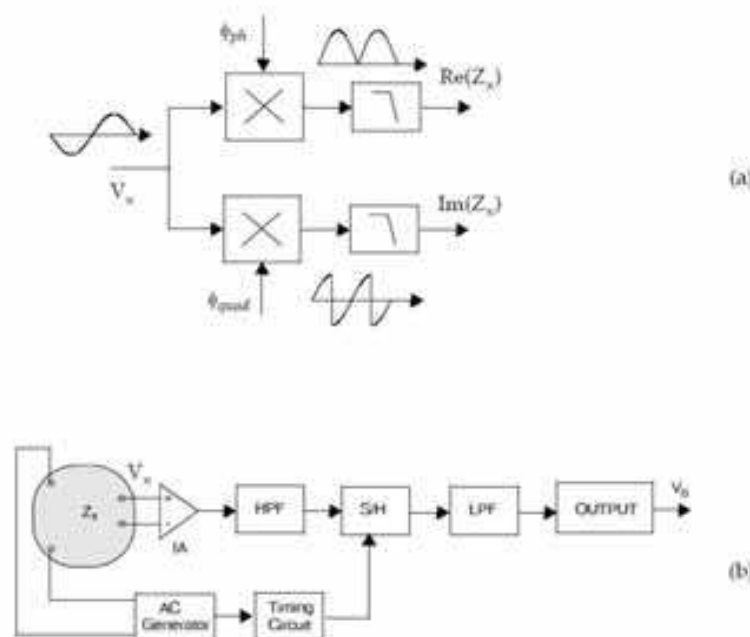 ϕph
Re(Zx)
Vx
(a)
Im(Zx)
ϕquad
Vx
Zx
+
-
IA
HPF
S/H
LPF
OUTPUT
Vo
(b)
AC
Generator
Timing
Circuit